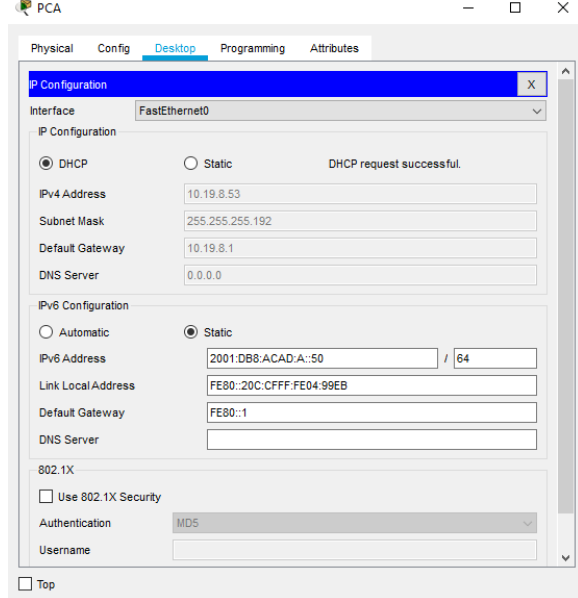 PCA
Physical Config Desktop Programming Attributes
IP Configuration X
Interface FastEthernet0
IP Configuration
DHCP Static DHCP request successful.
IPv4 Address 10.19.8.53
Subnet Mask 255.255.255.192
Default Gateway 10.19.8.1
DNS Server 0.0.0.0
IPv6 Configuration
Automatic Static
IPv6 Address 2001:DB8:ACAD:A::50 / 64
Link Local Address FE80::20C:CFFF:FE04:99EB
Default Gateway FE80::1
DNS Server
802.1X
Use 802.1X Security
Authentication MD5
Username
Top